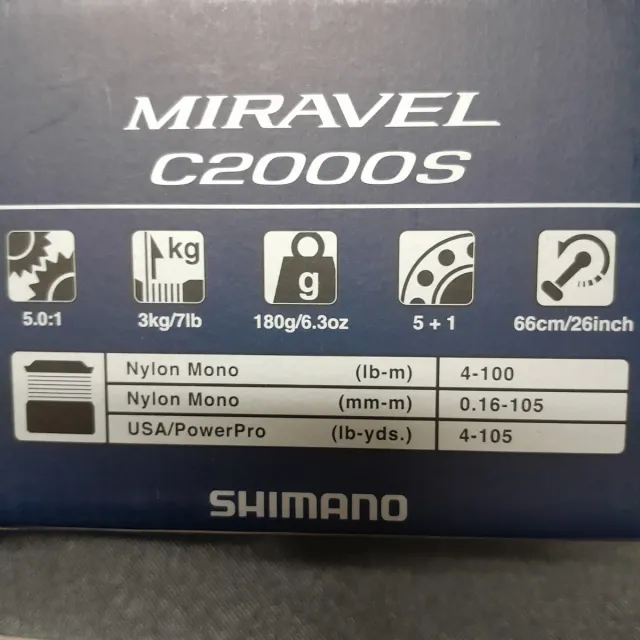 MIRAVEL
C2000S
kg
g
5.0:1 3kg/7lb 180g/6.3oz 5 + 1 66cm/26inch
Nylon Mono (lb-m) 4-100
Nylon Mono (mm-m) 0.16-105
USA/PowerPro (lb-yds.) 4-105
SHIMANO